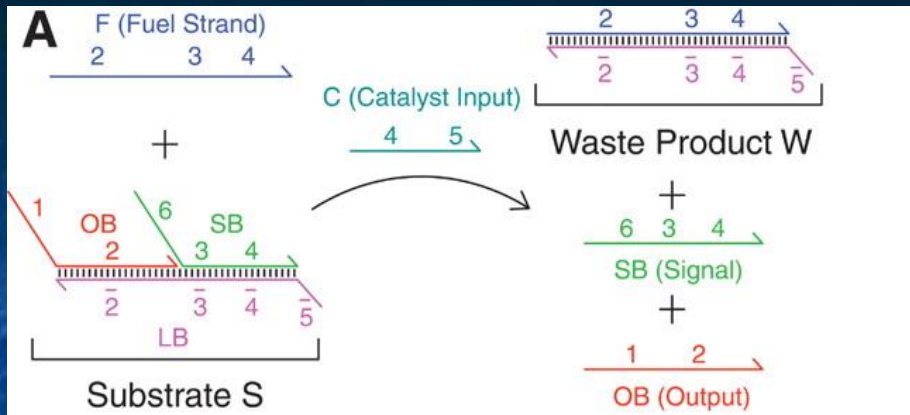 A
F (Fuel Strand)
2 3 4
+
1 OB 6 SB
2 3 4
2̅ 3̅ 4̅ 5̅
LB
Substrate S
C (Catalyst Input)
4 5
2 3 4
2̅ 3̅ 4̅ 5̅
Waste Product W
+
6 3 4
SB (Signal)
+
1 2
OB (Output)